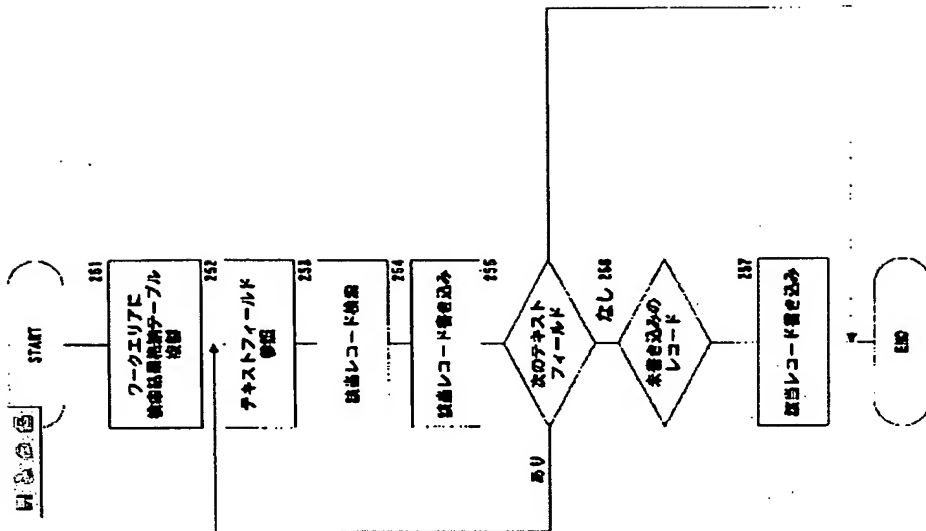 START
251
ワークエリアに
検索結果格納テーブル
複製
252
テキストフィールド
参照
253
該当レコード検索
254
該当レコード書き込み
255
次のテキスト
フィールド
あり
なし 256
未書き込みの
レコード
257
該当レコード書き込み
END